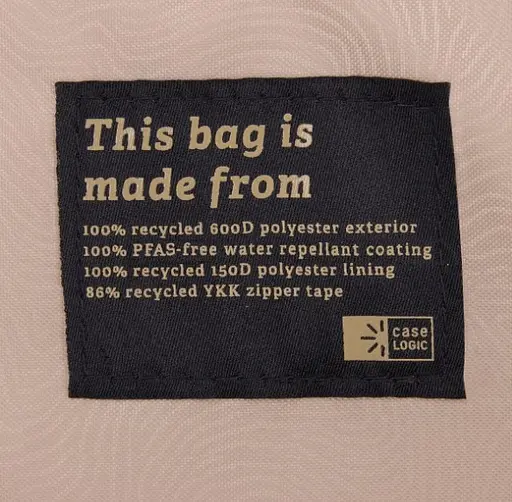 This bag is
made from
100% recycled 600D polyester exterior
100% PFAS-free water repellant coating
100% recycled 150D polyester lining
86% recycled YKK zipper tape
case
LOGIC